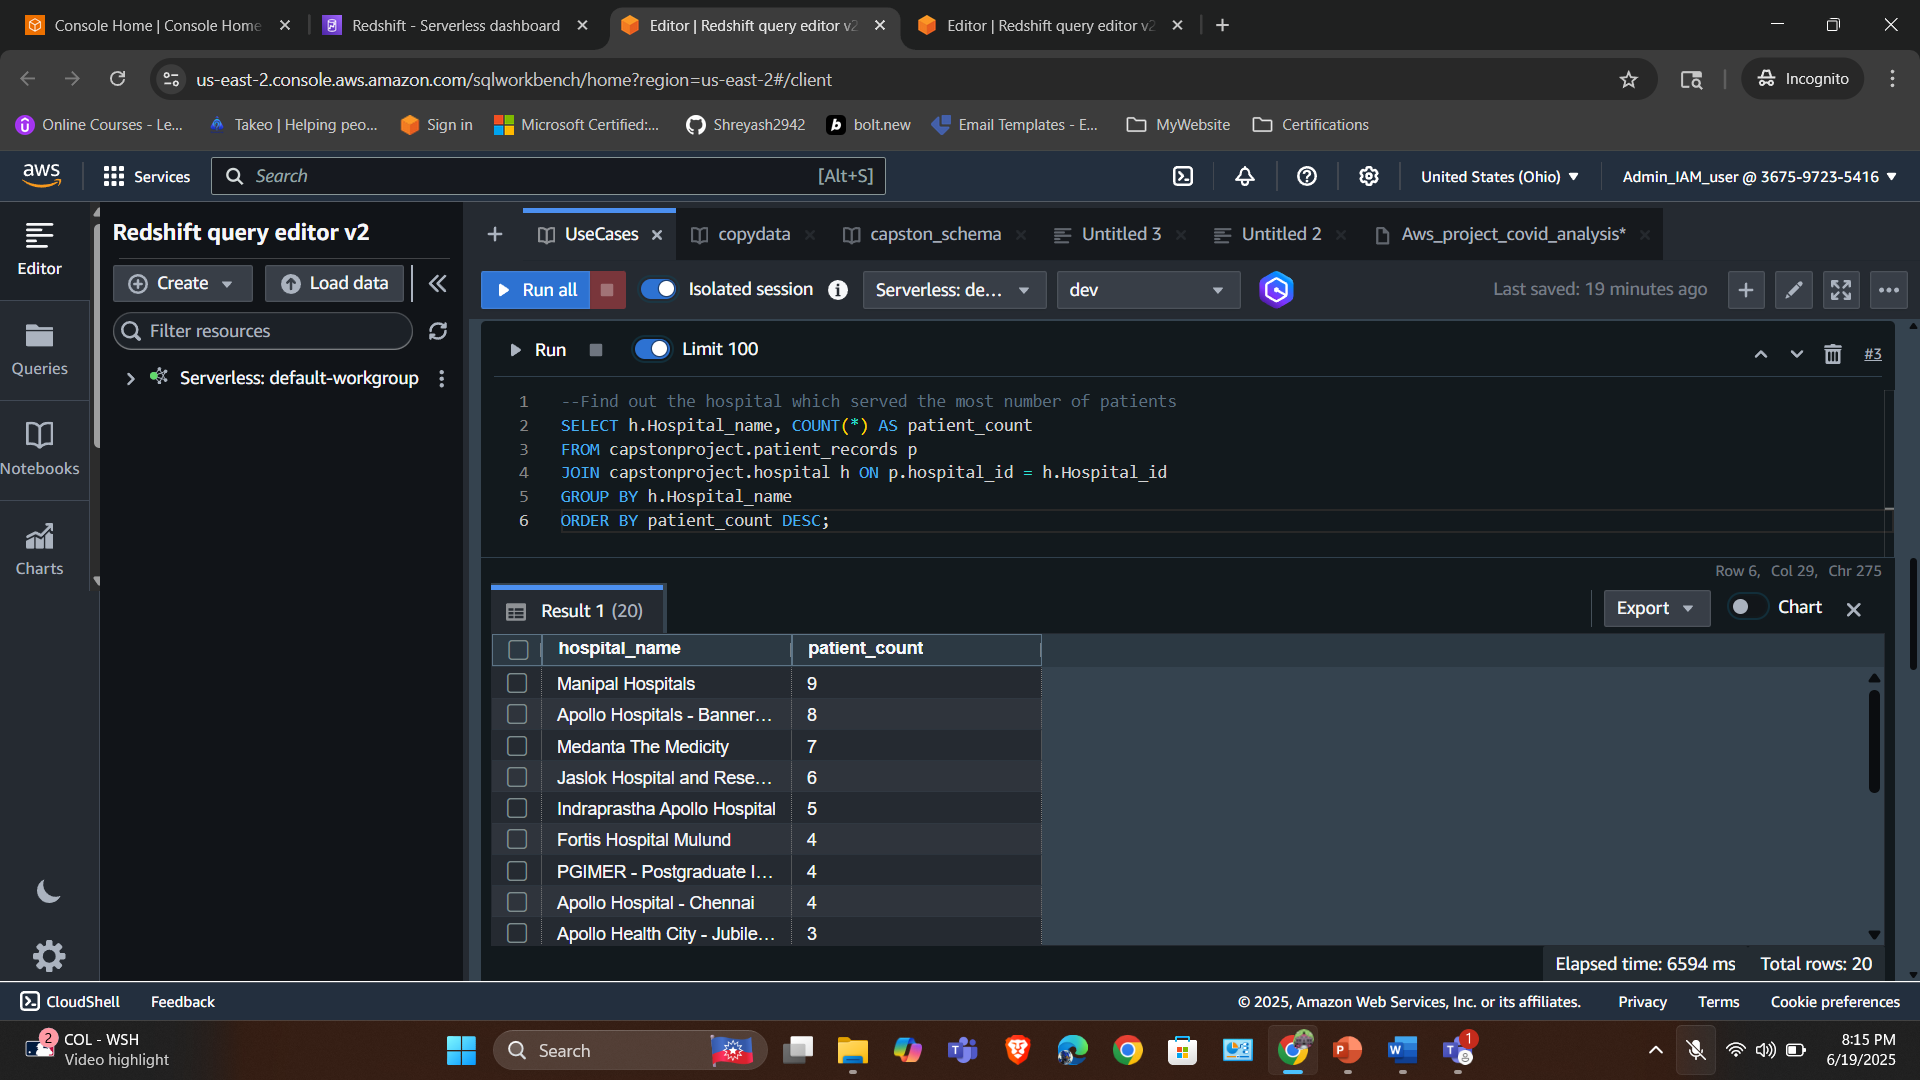 Console Home | Console Home
Redshift - Serverless dashboard
Editor | Redshift query editor v2
Editor | Redshift query editor v2
us-east-2.console.aws.amazon.com/sqlworkbench/home?region=us-east-2#/client
Incognito
Online Courses - Le...
Takeo | Helping peo...
Sign in
Microsoft Certified:...
Shreyash2942
b
bolt.new
Email Templates - E...
MyWebsite
Certifications
aws
Services
Search
[Alt+S]
United States (Ohio)
Admin_IAM_user @ 3675-9723-5416
Editor
Queries
Notebooks
Charts
Redshift query editor v2
Create
Load data
Filter resources
Serverless: default-workgroup
UseCases
copydata
capston_schema
Untitled 3
Untitled 2
Aws_project_covid_analysis*
Run all
Isolated session
Serverless: de...
dev
Last saved: 19 minutes ago
Run
Limit 100
#3
1 --Find out the hospital which served the most number of patients
2 SELECT h.Hospital_name, COUNT(*) AS patient_count
3 FROM capstonproject.patient_records p
4 JOIN capstonproject.hospital h ON p.hospital_id = h.Hospital_id
5 GROUP BY h.Hospital_name
6 ORDER BY patient_count DESC;
Row 6, Col 29, Chr 275
Result 1 (20)
Export
Chart
hospital_name patient_count
Manipal Hospitals 9
Apollo Hospitals - Banner... 8
Medanta The Medicity 7
Jaslok Hospital and Rese... 6
Indraprastha Apollo Hospital 5
Fortis Hospital Mulund 4
PGIMER - Postgraduate I... 4
Apollo Hospital - Chennai 4
Apollo Health City - Jubile... 3
Elapsed time: 6594 ms Total rows: 20
CloudShell
Feedback
© 2025, Amazon Web Services, Inc. or its affiliates.
Privacy
Terms
Cookie preferences
2
COL - WSH
Video highlight
Search
1
8:15 PM
6/19/2025